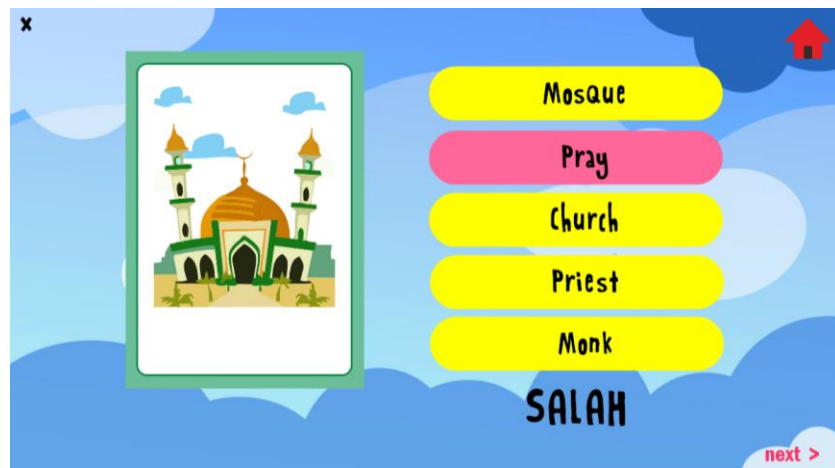 x
Mosque
Pray
Church
Priest
Monk
SALAH
next >